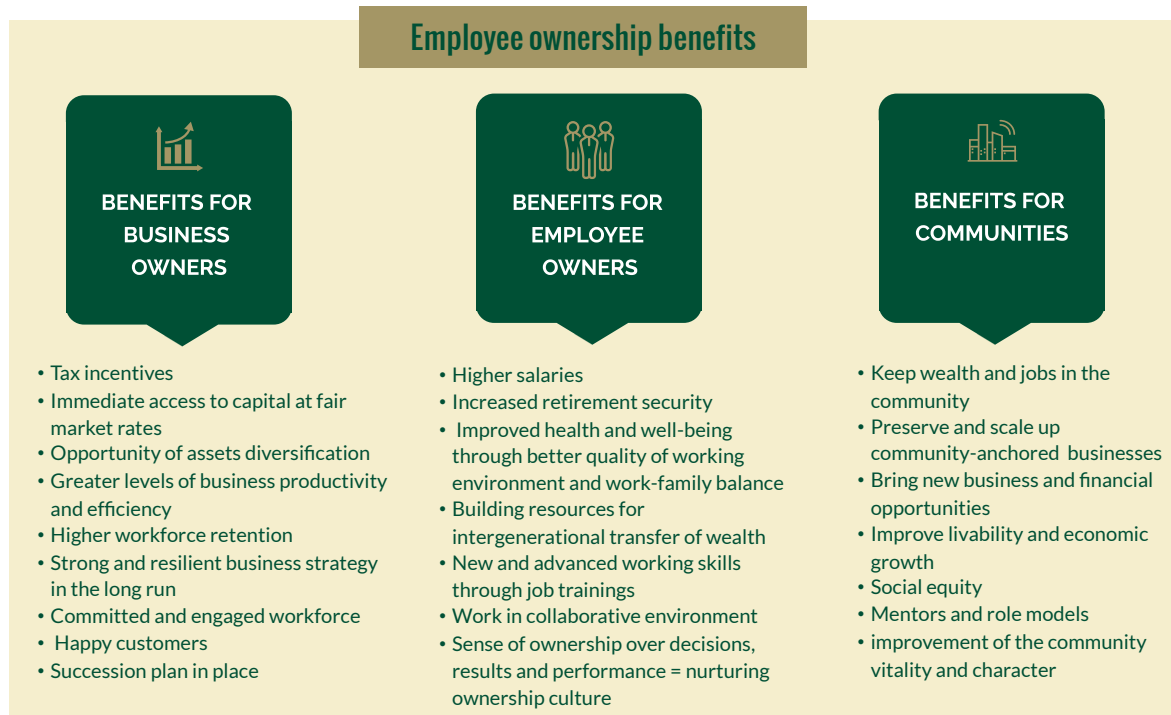 Employee ownership benefits
BENEFITS FOR
BUSINESS
OWNERS
• Tax incentives
• Immediate access to capital at fair
market rates
• Opportunity of assets diversification
• Greater levels of business productivity
and efficiency
• Higher workforce retention
• Strong and resilient business strategy
in the long run
• Committed and engaged workforce
• Happy customers
• Succession plan in place
BENEFITS FOR
EMPLOYEE
OWNERS
• Higher salaries
• Increased retirement security
• Improved health and well-being
through better quality of working
environment and work-family balance
• Building resources for
intergenerational transfer of wealth
• New and advanced working skills
through job trainings
• Work in collaborative environment
• Sense of ownership over decisions,
results and performance = nurturing
ownership culture
BENEFITS FOR
COMMUNITIES
• Keep wealth and jobs in the
community
• Preserve and scale up
community-anchored businesses
• Bring new business and financial
opportunities
• Improve livability and economic
growth
• Social equity
• Mentors and role models
• improvement of the community
vitality and character